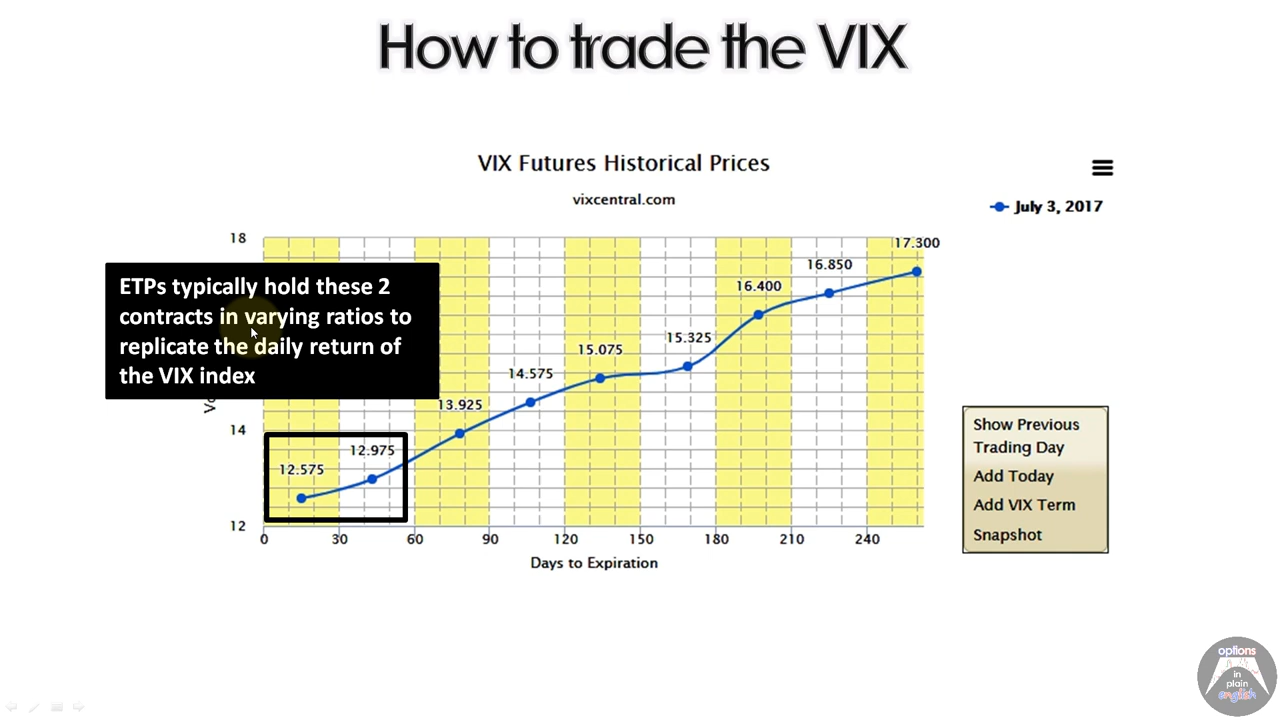 How to trade the VIX
VIX Futures Historical Prices
vixcentral.com
July 3, 2017
18
17.300
16.850
16.400
15.325
15.075
14.575
13.925
ETPs typically hold these 2
contracts in varying ratios to
replicate the daily return of
the VIX index
14
12.975
12.575
12
0 30 60 90 120 150 180 210 240
Days to Expiration
Show Previous
Trading Day
Add Today
Add VIX Term
Snapshot
options
in
plain
english